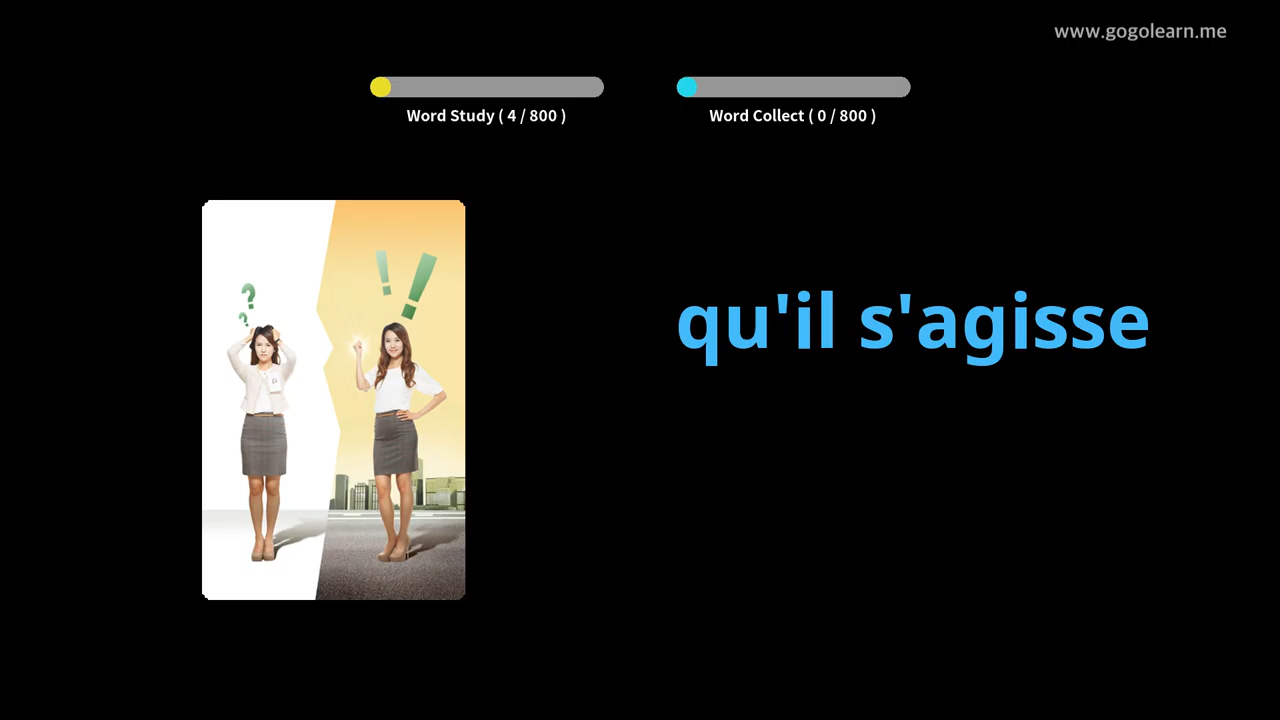 www.gogolearn.me
Word Study ( 4 / 800 )
Word Collect ( 0 / 800 )
? ?
! !
qu'il s'agisse